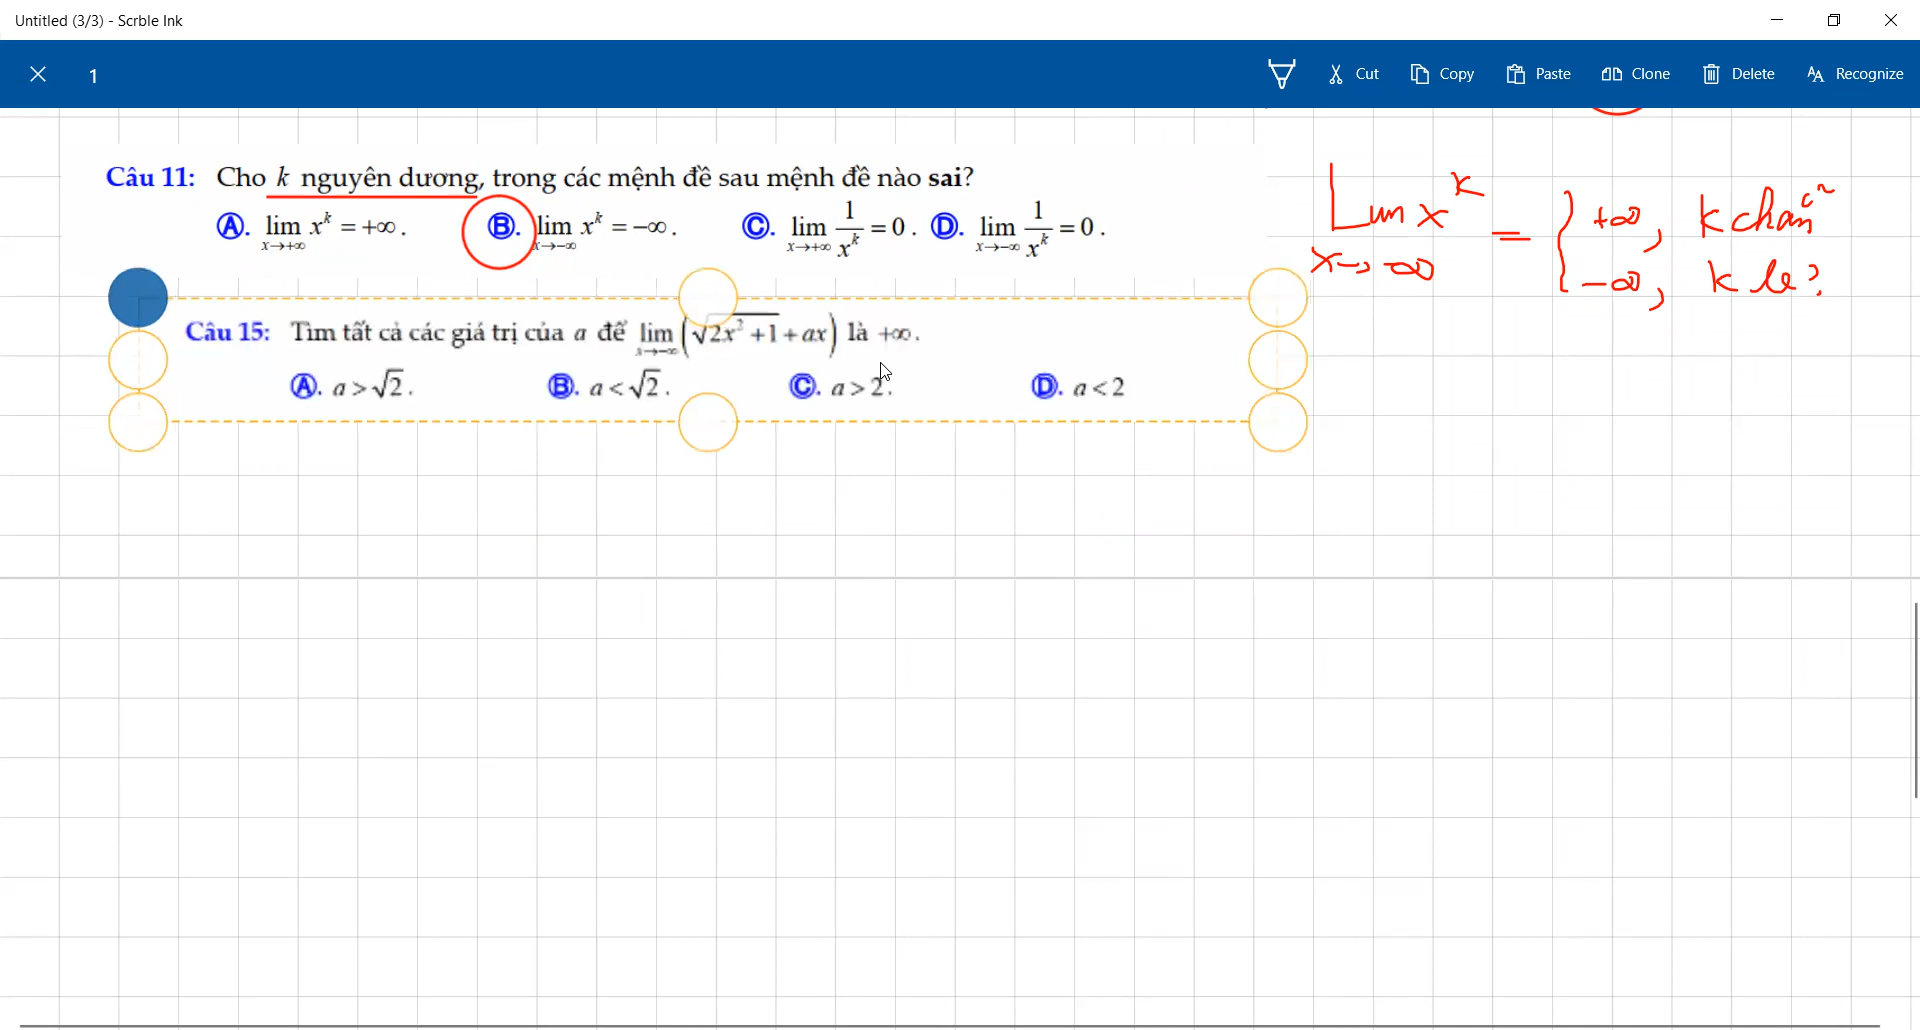 Untitled (3/3) - Scrble Ink
1
Cut Copy Paste Clone Delete Recognize
Câu 11: Cho k nguyên dương, trong các mệnh đề sau mệnh đề nào sai?
A. lim x→+∞ x^k = +∞. B. lim x→−∞ x^k = −∞. C. lim x→+∞ 1/x^k = 0. D. lim x→−∞ 1/x^k = 0.
Lim x→−∞ x^k = { +∞, k chẵn
−∞, k lẻ
Câu 15: Tìm tất cả các giá trị của a để lim x→−∞ (√(2x²+1) + ax) là +∞.
A. a > √2. B. a < √2. C. a > 2. D. a < 2